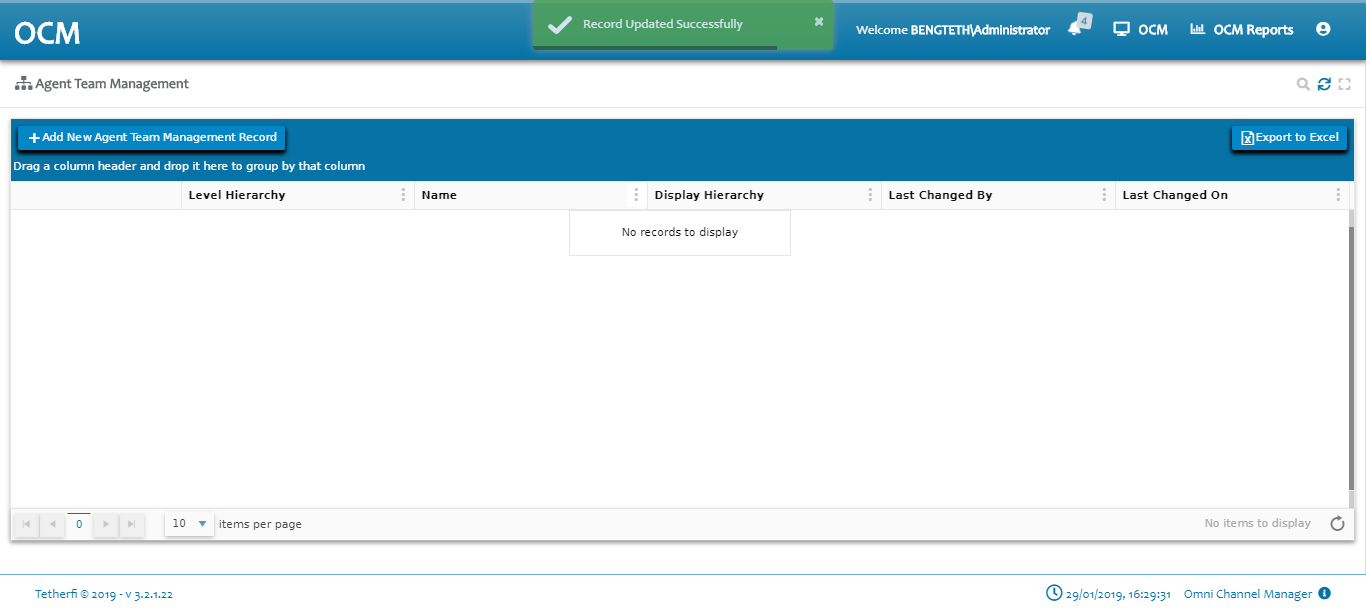 OCM
Record Updated Successfully
Welcome BENGTETH\Administrator
4
OCM
OCM Reports
Agent Team Management
Add New Agent Team Management Record
Export to Excel
Drag a column header and drop it here to group by that column
Level Hierarchy
Name
Display Hierarchy
Last Changed By
Last Changed On
No records to display
0
10
items per page
No items to display
Tetherfi © 2019 - v 3.2.1.22
29/01/2019, 16:29:31
Omni Channel Manager